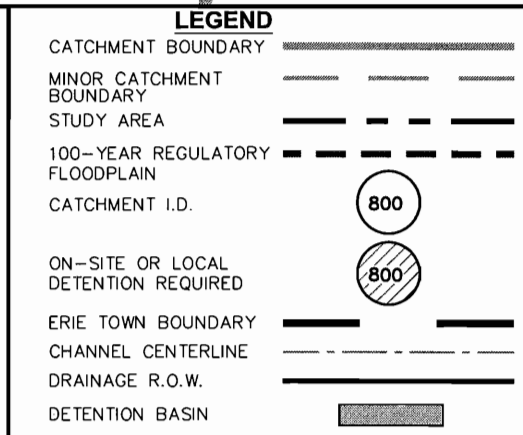 LEGEND
CATCHMENT BOUNDARY
MINOR CATCHMENT
BOUNDARY
STUDY AREA
100-YEAR REGULATORY
FLOODPLAIN
CATCHMENT I.D.
800
ON-SITE OR LOCAL
DETENTION REQUIRED
800
ERIE TOWN BOUNDARY
CHANNEL CENTERLINE
DRAINAGE R.O.W.
DETENTION BASIN